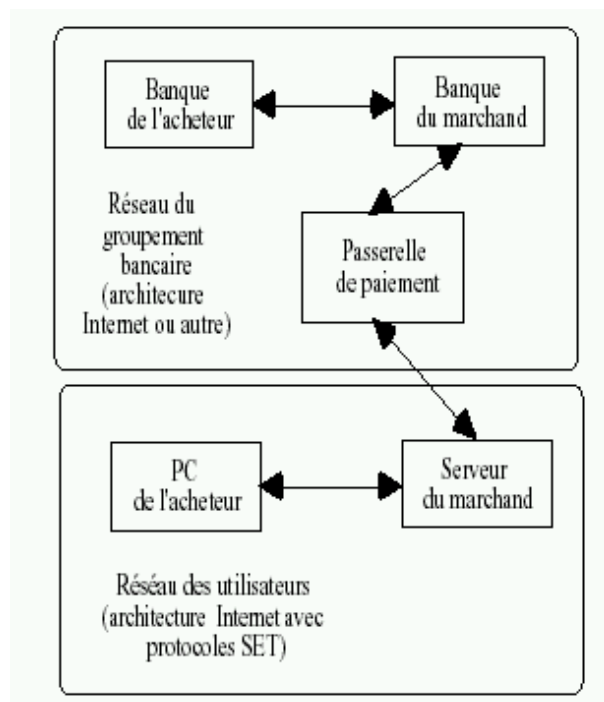 Banque
de l'acheteur
Banque
du marchand
Réseau du
groupement
bancaire
(architecure
Internet ou autre)
Passerelle
de paiement
PC
de l'acheteur
Serveur
du marchand
Réséau des utilisateurs
(architecture Internet avec
protocoles SET)